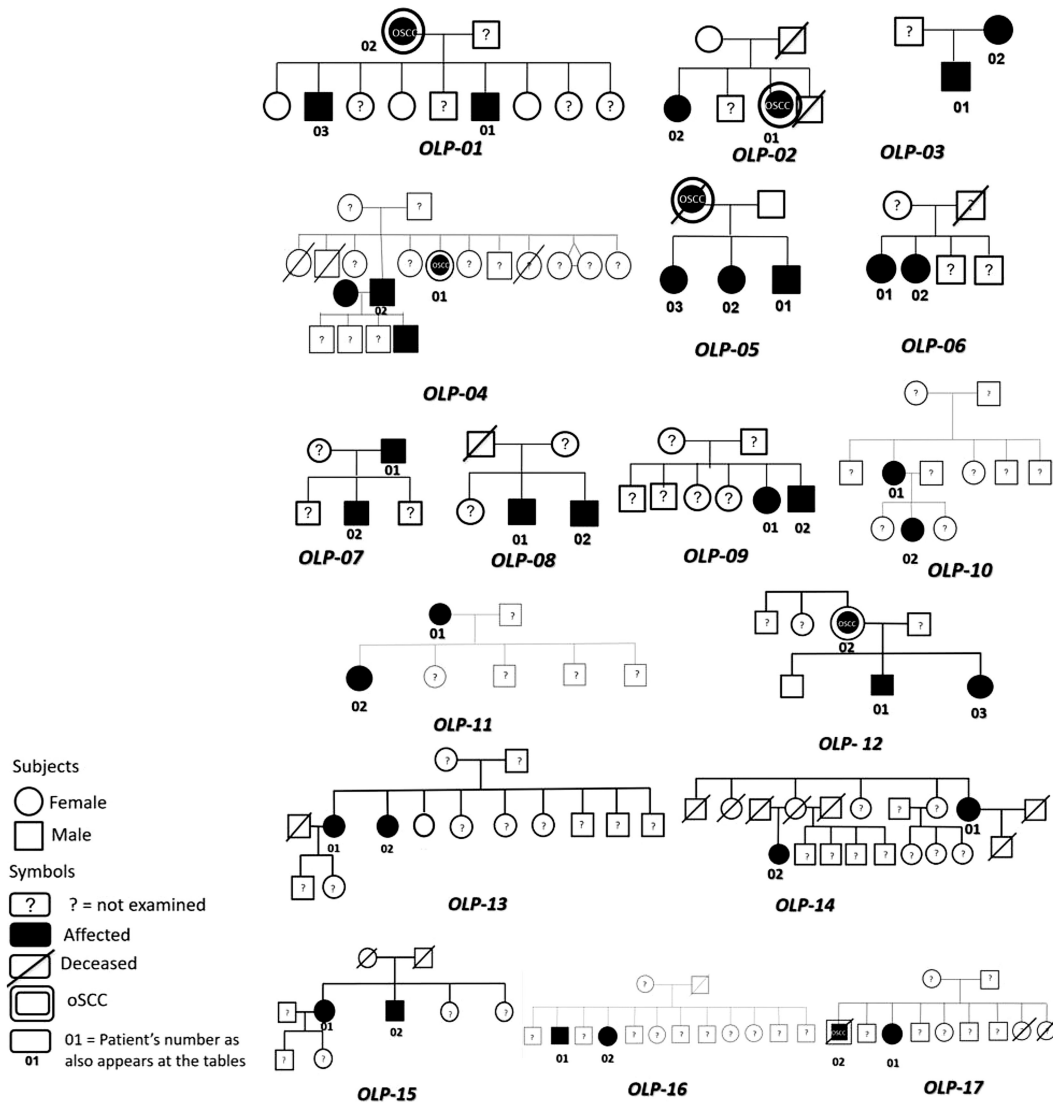 OSCC
?
02
? ? ? ?
03
01
OLP-01
?
OSCC
02
01
OLP-02
?
02
01
OLP-03
? ?
? ? OSCC ? ? ? ? ? ?
01
02
? ? ?
OLP-04
OSCC
03 02 01
OLP-05
? ?
? ?
01 02
OLP-06
?
01
? ?
02
OLP-07
?
?
01 02
OLP-08
? ?
? ? ? ?
01 02
OLP-09
? ?
? ? ? ? ?
01
? ?
02
OLP-10
?
01
? ? ? ?
02
OLP-11
? ? OSCC ?
02
01 03
OLP- 12
? ?
? ? ? ? ? ?
01 02
? ?
OLP-13
? ? ?
01
? ? ? ? ? ? ?
02
OLP-14
? ? ?
01 02
? ?
OLP-15
?
? ? ? ? ? ? ? ? ?
01 02
OLP-16
? ?
OSCC ? ? ? ? ? ? ?
02 01
OLP-17
Subjects
Female
Male
Symbols
? ? = not examined
Affected
Deceased
oSCC
01 = Patient's number as
01 also appears at the tables